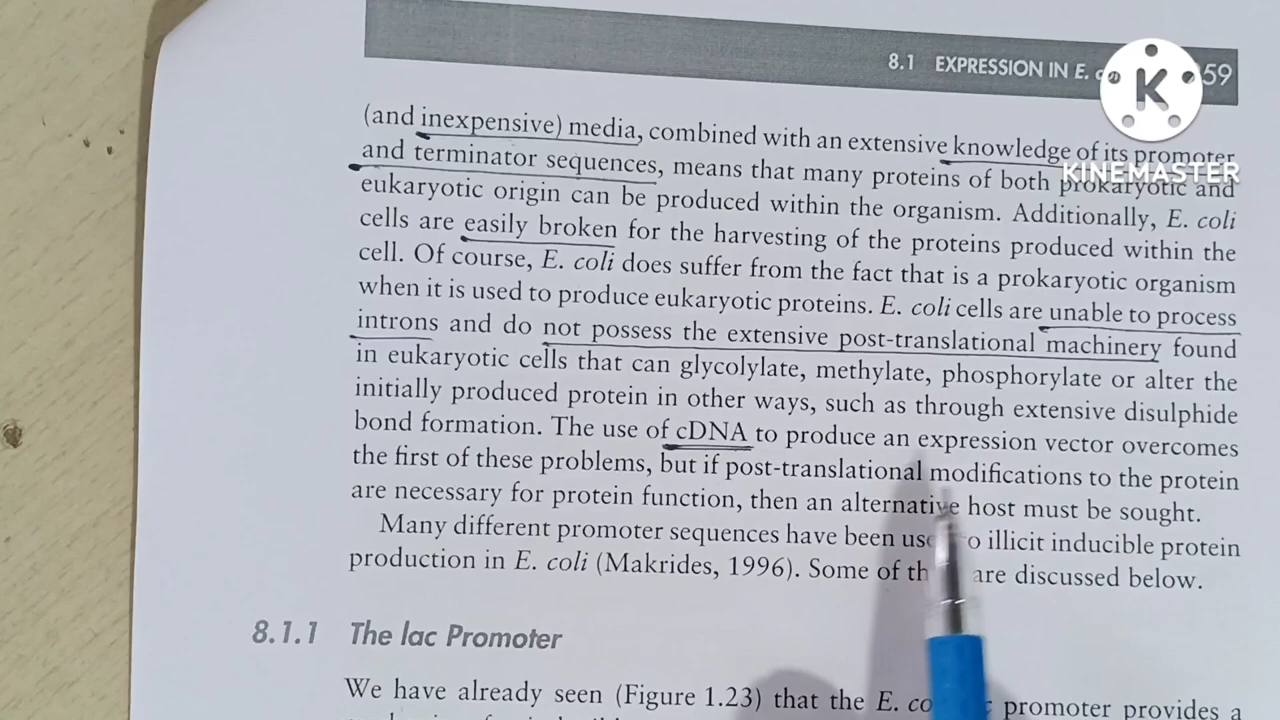 8.1 EXPRESSION IN E. 59
K
KINEMASTER
(and inexpensive) media, combined with an extensive knowledge of its promoter
and terminator sequences, means that many proteins of both prokaryotic and
eukaryotic origin can be produced within the organism. Additionally, E. coli
cells are easily broken for the harvesting of the proteins produced within the
cell. Of course, E. coli does suffer from the fact that is a prokaryotic organism
when it is used to produce eukaryotic proteins. E. coli cells are unable to process
introns and do not possess the extensive post-translational machinery found
in eukaryotic cells that can glycolylate, methylate, phosphorylate or alter the
initially produced protein in other ways, such as through extensive disulphide
bond formation. The use of cDNA to produce an expression vector overcomes
the first of these problems, but if post-translational modifications to the protein
are necessary for protein function, then an alternative host must be sought.
Many different promoter sequences have been illicit inducible protein
production in E. coli (Makrides, 1996). Some of are discussed below.
8.1.1 The lac Promoter
We have already seen (Figure 1.23) that the E. promoter provides a